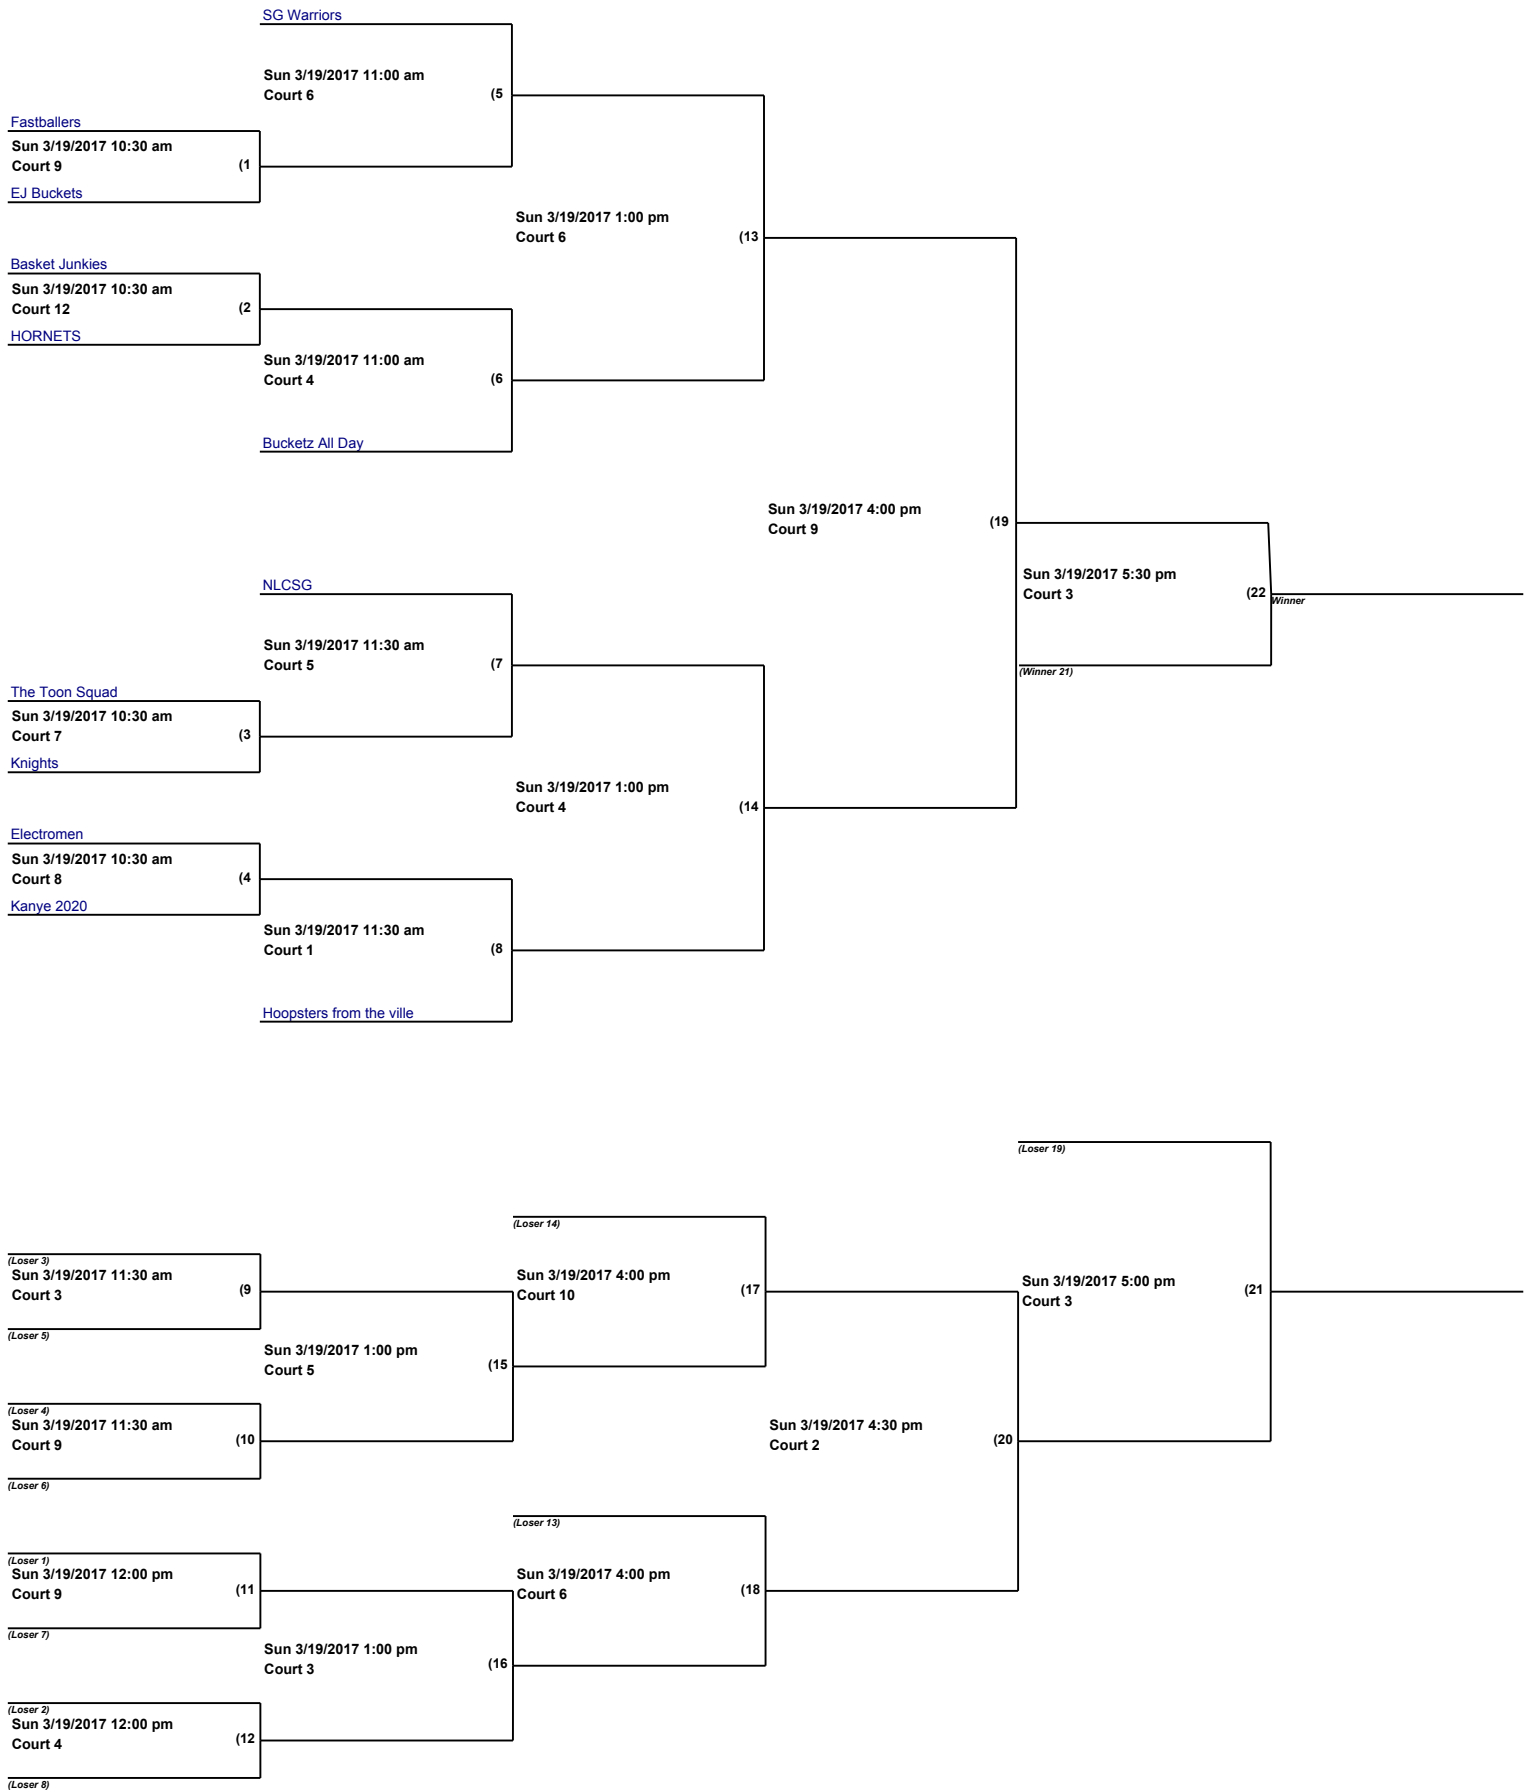 SG Warriors
Sun 3/19/2017 11:00 am
Court 6
(5
Fastballers
Sun 3/19/2017 10:30 am
Court 9
(1
EJ Buckets
Sun 3/19/2017 1:00 pm
Court 6
(13
Basket Junkies
Sun 3/19/2017 10:30 am
Court 12
(2
HORNETS
Sun 3/19/2017 11:00 am
Court 4
(6
Bucketz All Day
Sun 3/19/2017 4:00 pm
Court 9
(19
NLCSG
Sun 3/19/2017 5:30 pm
Court 3
(22
Winner
Sun 3/19/2017 11:30 am
Court 5
(7
(Winner 21)
The Toon Squad
Sun 3/19/2017 10:30 am
Court 7
(3
Knights
Sun 3/19/2017 1:00 pm
Court 4
(14
Electromen
Sun 3/19/2017 10:30 am
Court 8
(4
Kanye 2020
Sun 3/19/2017 11:30 am
Court 1
(8
Hoopsters from the ville
(Loser 19)
(Loser 14)
(Loser 3)
Sun 3/19/2017 11:30 am
Court 3
(9
Sun 3/19/2017 4:00 pm
Court 10
(17
Sun 3/19/2017 5:00 pm
Court 3
(21
(Loser 5)
Sun 3/19/2017 1:00 pm
Court 5
(15
(Loser 4)
Sun 3/19/2017 11:30 am
Court 9
(10
Sun 3/19/2017 4:30 pm
Court 2
(20
(Loser 6)
(Loser 13)
(Loser 1)
Sun 3/19/2017 12:00 pm
Court 9
(11
Sun 3/19/2017 4:00 pm
Court 6
(18
(Loser 7)
Sun 3/19/2017 1:00 pm
Court 3
(16
(Loser 2)
Sun 3/19/2017 12:00 pm
Court 4
(12
(Loser 8)